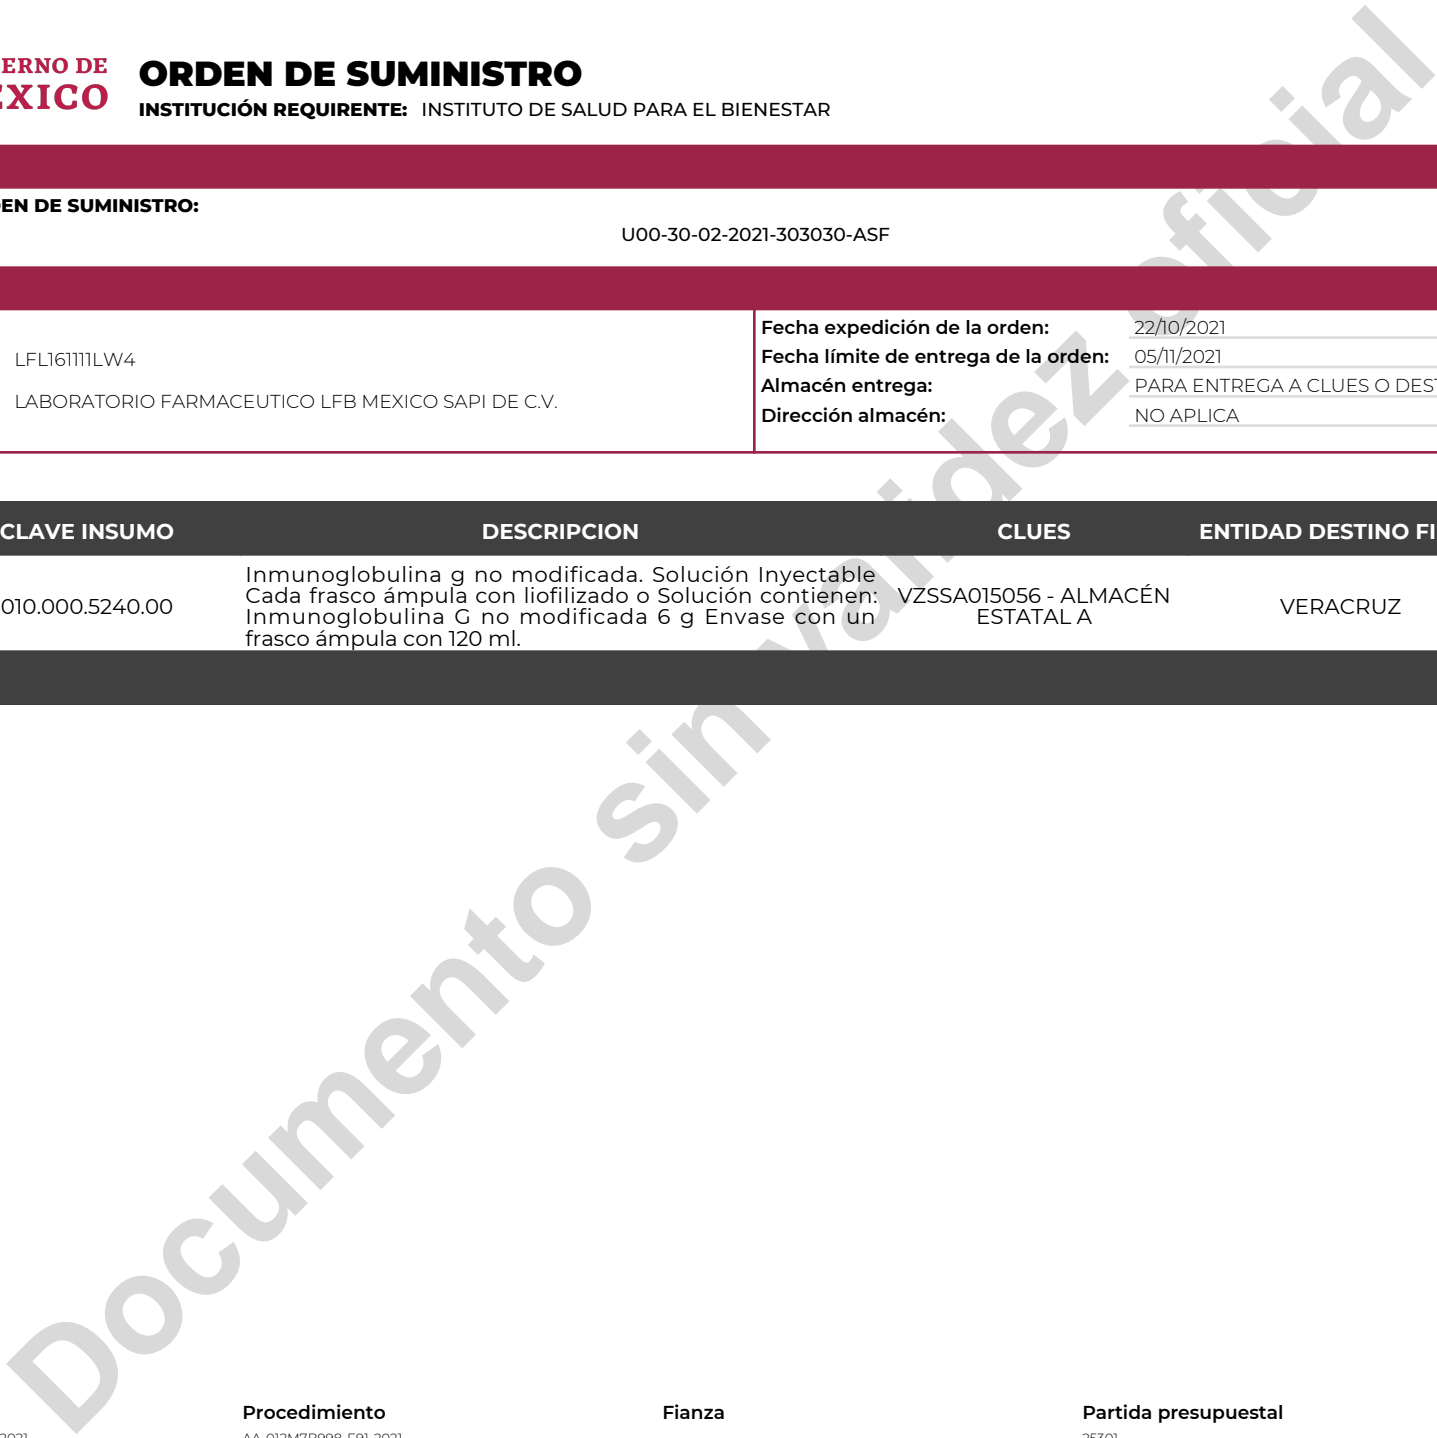 ERNO DE
EXICO
ORDEN DE SUMINISTRO
INSTITUCIÓN REQUIRENTE: INSTITUTO DE SALUD PARA EL BIENESTAR
EN DE SUMINISTRO:
U00-30-02-2021-303030-ASF
LFL161111LW4
LABORATORIO FARMACEUTICO LFB MEXICO SAPI DE C.V.
Fecha expedición de la orden: 22/10/2021
Fecha límite de entrega de la orden: 05/11/2021
Almacén entrega: PARA ENTREGA A CLUES O DEST
Dirección almacén: NO APLICA
CLAVE INSUMO DESCRIPCION CLUES ENTIDAD DESTINO FI
010.000.5240.00
Inmunoglobulina g no modificada. Solución Inyectable
Cada frasco ámpula con liofilizado o Solución contienen:
Inmunoglobulina G no modificada 6 g Envase con un
frasco ámpula con 120 ml.
VZSSA015056 - ALMACÉN
ESTATAL A
VERACRUZ
Documento sin validez oficial
Procedimiento Fianza Partida presupuestal